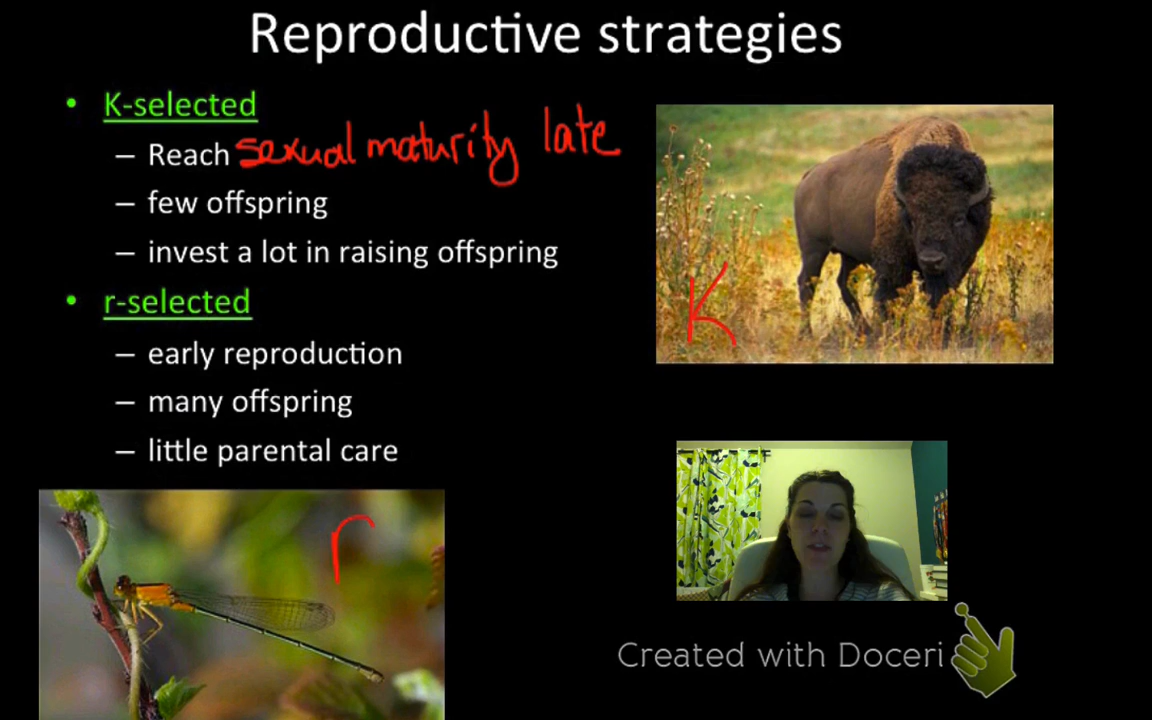 Reproductive strategies
• K-selected
– Reach sexual maturity late
– few offspring
– invest a lot in raising offspring
• r-selected
– early reproduction
– many offspring
– little parental care
K
r
Created with Doceri